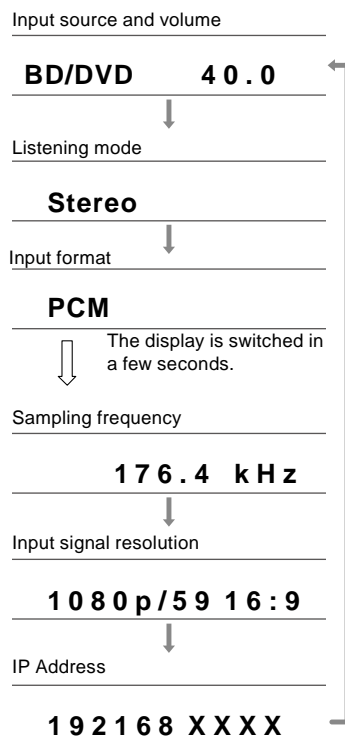 Input source and volume
BD/DVD 40.0
Listening mode
Stereo
Input format
PCM
The display is switched in
a few seconds.
Sampling frequency
176.4 kHz
Input signal resolution
1080p/59 16:9
IP Address
192168 XXXX